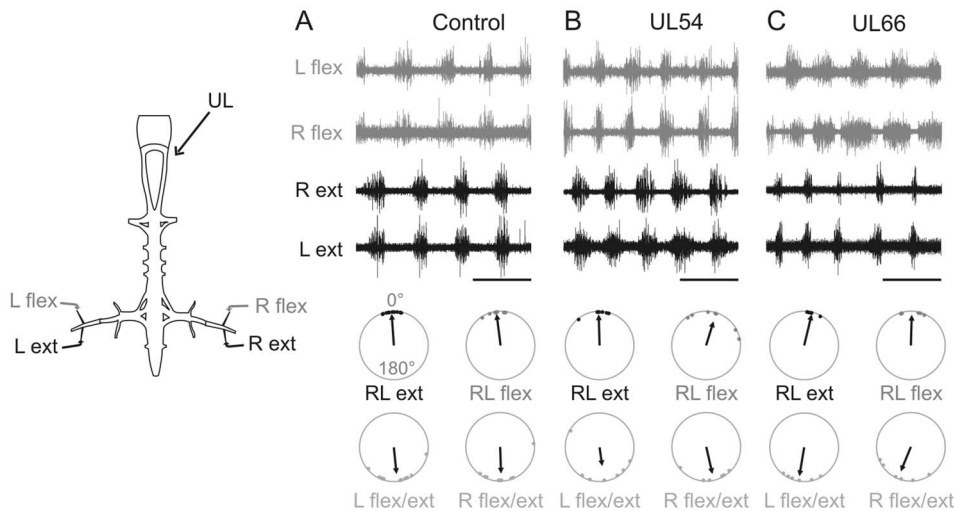 A Control B UL54 C UL66
L flex
UL
R flex
R ext
L ext
L flex R flex
L ext R ext
0°
180°
RL ext RL flex RL ext RL flex RL ext RL flex
L flex/ext R flex/ext L flex/ext R flex/ext L flex/ext R flex/ext